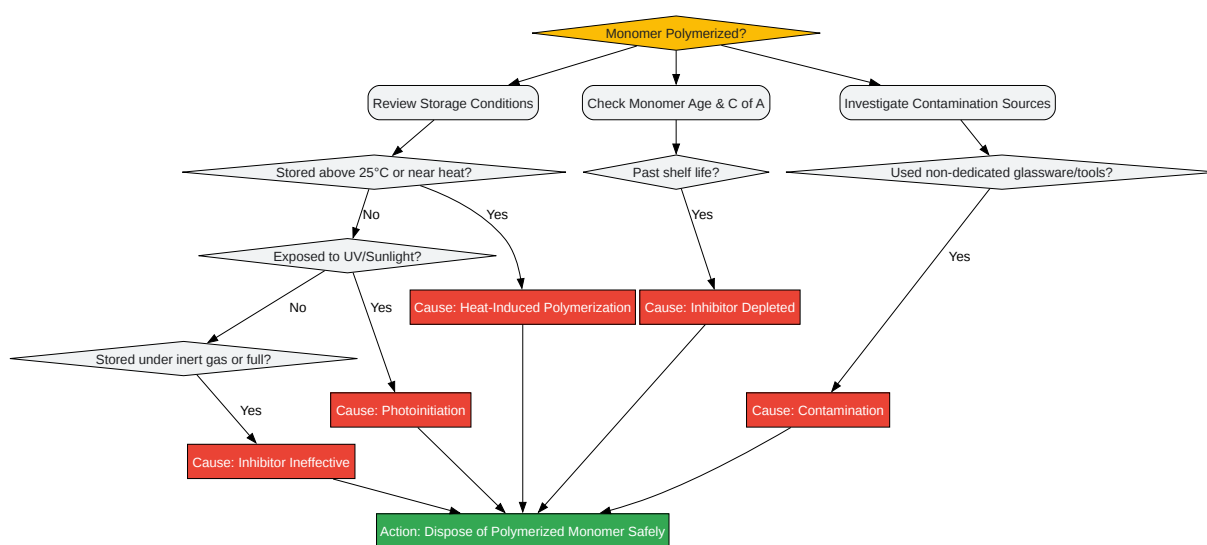 Monomer Polymerized?
Review Storage Conditions
Check Monomer Age & C of A
Investigate Contamination Sources
Stored above 25°C or near heat?
Past shelf life?
Used non-dedicated glassware/tools?
No
Yes
Yes
Exposed to UV/Sunlight?
Yes
No
Yes
Cause: Heat-Induced Polymerization
Cause: Inhibitor Depleted
Stored under inert gas or full?
Yes
Cause: Photoinitiation
Cause: Contamination
Cause: Inhibitor Ineffective
Action: Dispose of Polymerized Monomer Safely